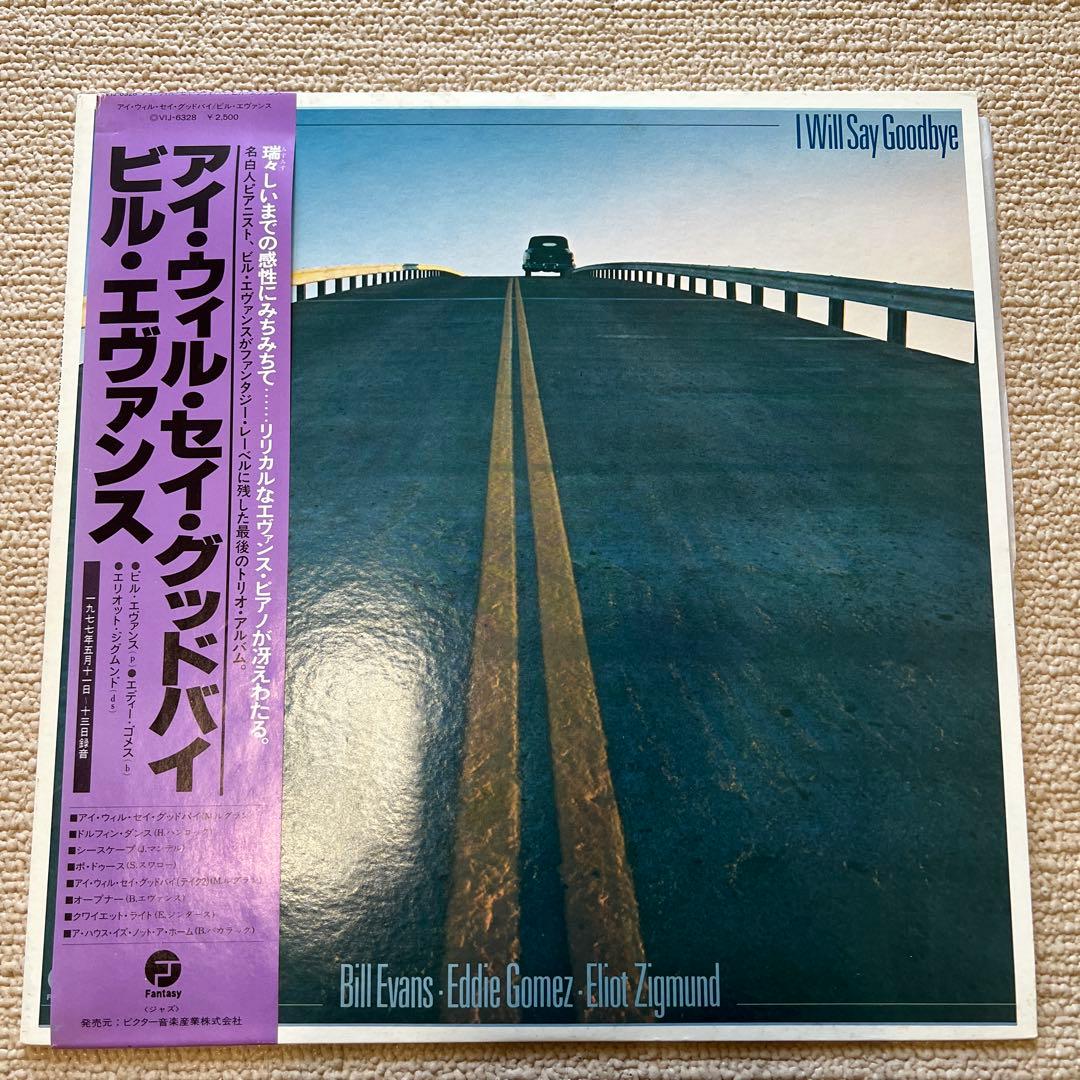 アイ・ウィル・セイ・グッドバイ/ビル・エヴァンス
©VIJ-6328 ¥2,500
瑞々しいまでの感性にみちみちて……リリカルなエヴァンス・ピアノが冴えわたる。
みずみず
名白人ピアニスト、ビル・エヴァンスがファンタジー・レーベルに残した最後のトリオ・アルバム。
アイ・ウィル・セイ・グッドバイ
ビル・エヴァンス
●ビル・エヴァンス(p)●エディー・ゴメス(b)
●エリオット・ジグムンド(ds)
一九七七年五月十一日~十三日録音
■アイ・ウィル・セイ・グッドバイ(M.ルグラン)
■ドルフィン・ダンス(H.ハンコック)
■シースケープ(J.マンデル)
■ポ・ドゥース(S.スワロー)
■アイ・ウィル・セイ・グッドバイ(テイク2)(M.ルグラン)
■オープナー(B.エヴァンス)
■クワイエット・ライト(E.ジンダース)
■ア・ハウス・イズ・ノット・ア・ホーム(B.バカラック)
Fantasy
〈ジャズ〉
発売元:ビクター音楽産業株式会社
I Will Say Goodbye
Bill Evans · Eddie Gomez · Eliot Zigmund